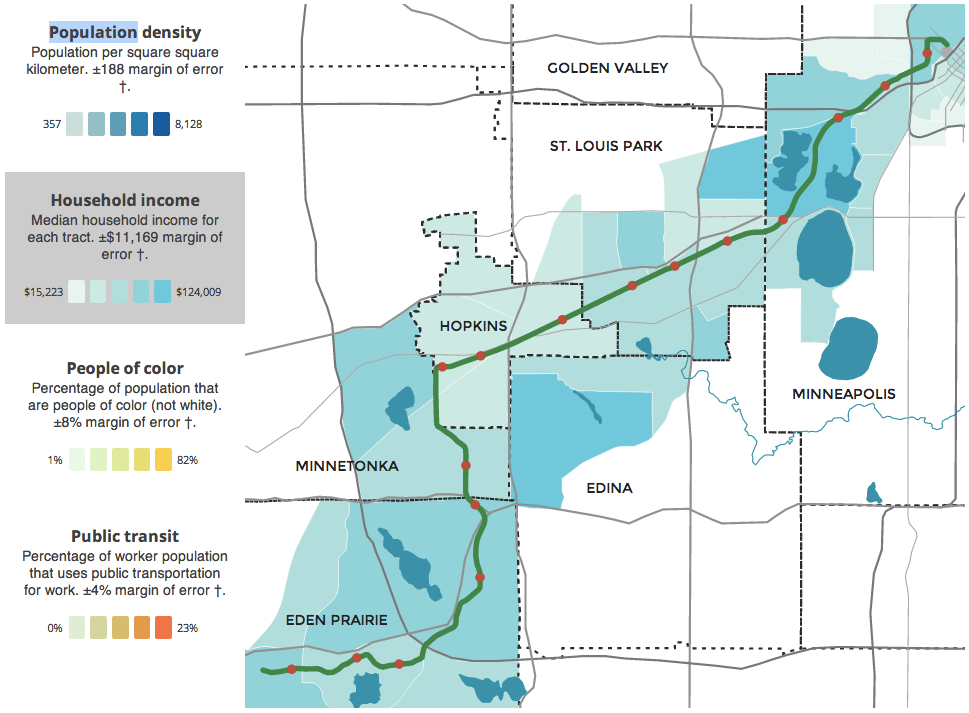 Population density
Population per square square
kilometer. ±188 margin of error
†.
357 8,128
Household income
Median household income for
each tract. ±$11,169 margin of
error †.
$15,223 $124,009
People of color
Percentage of population that
are people of color (not white).
±8% margin of error †.
1% 82%
Public transit
Percentage of worker population
that uses public transportation
for work. ±4% margin of error †.
0% 23%
GOLDEN VALLEY
ST. LOUIS PARK
HOPKINS
MINNEAPOLIS
MINNETONKA
EDINA
EDEN PRAIRIE